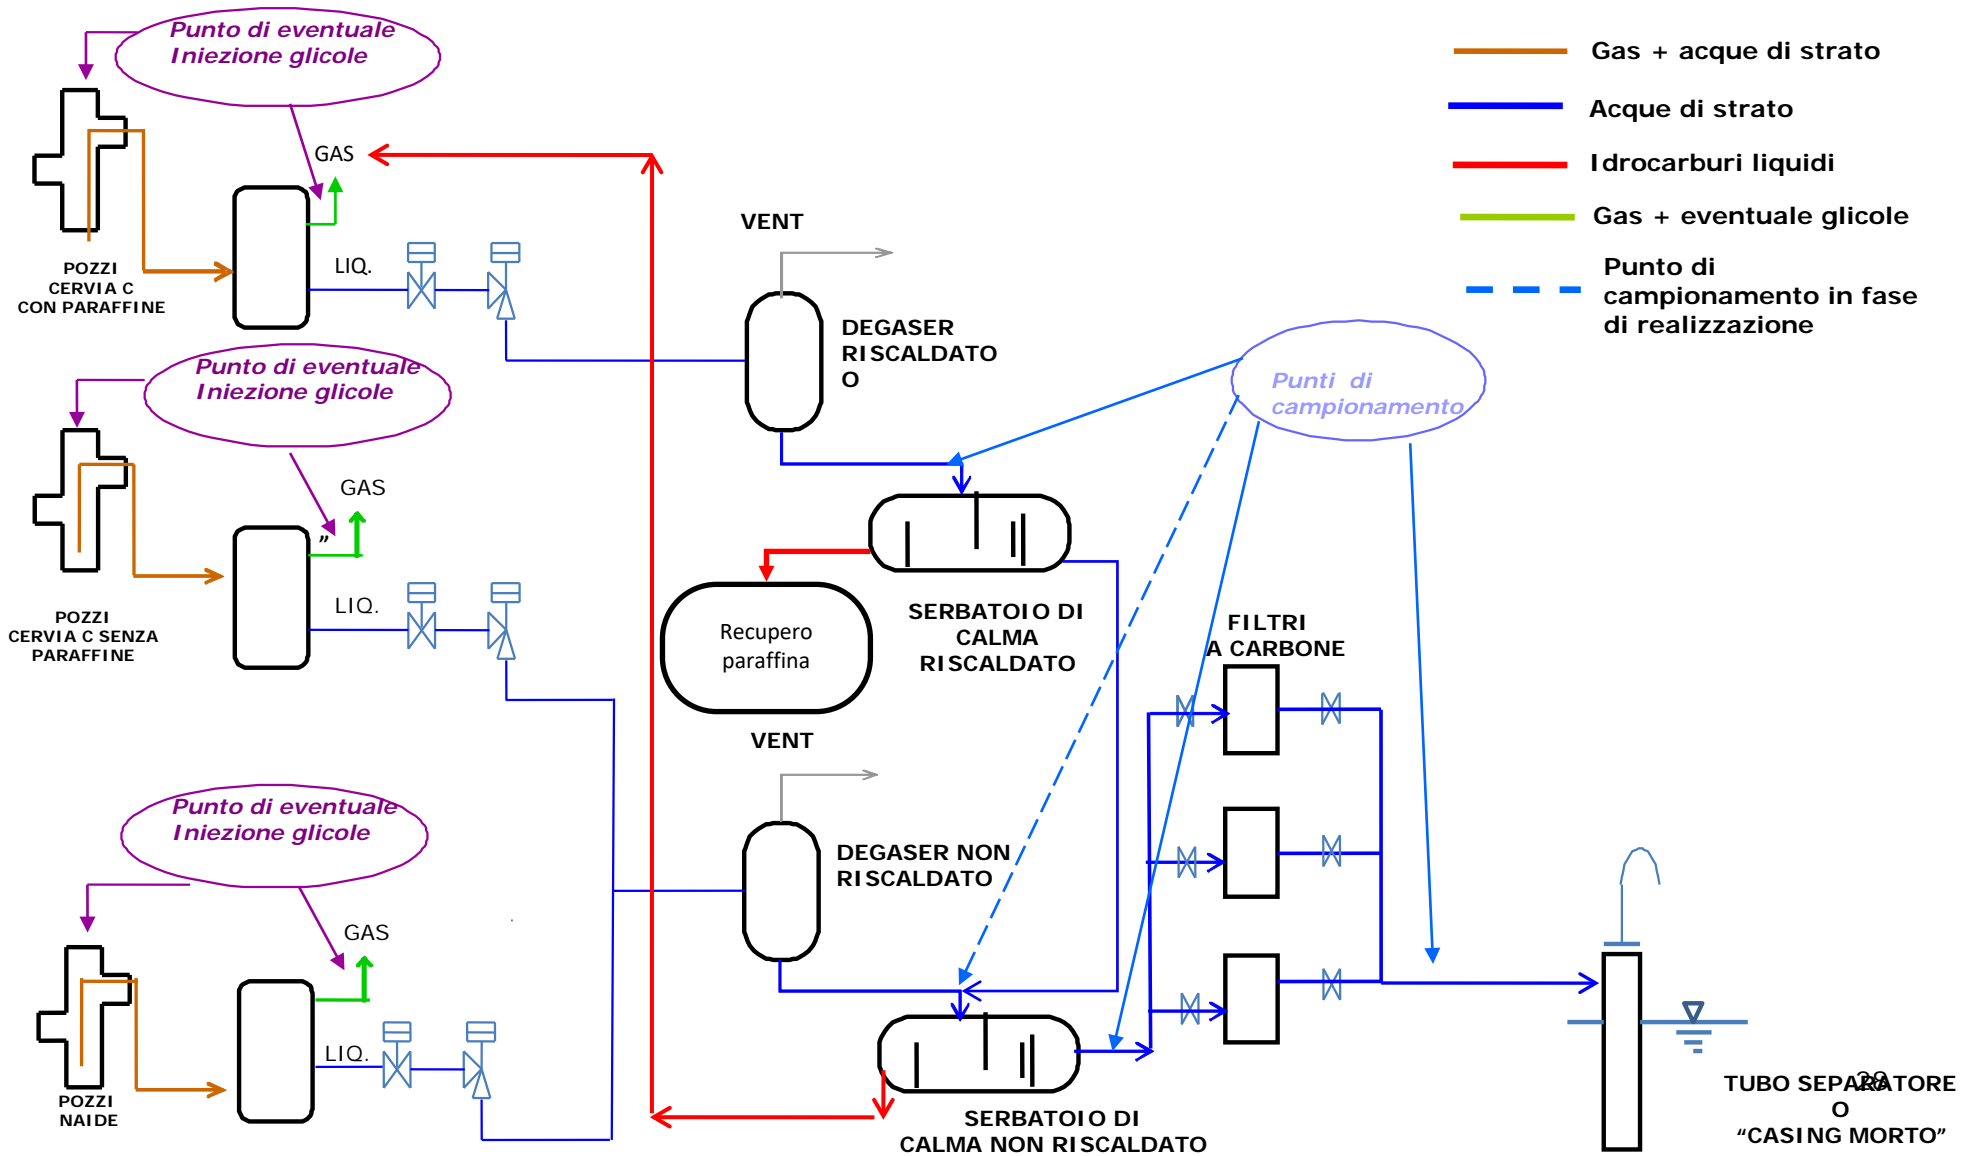 Punto di eventuale
Iniezione glicole
GAS
LIQ.
POZZI
CERVIA C
CON PARAFFINE
Punto di eventuale
Iniezione glicole
GAS
”
LIQ.
POZZI
CERVIA C SENZA
PARAFFINE
Punto di eventuale
Iniezione glicole
GAS
LIQ.
POZZI
NAIDE
VENT
DEGASER
RISCALDATO
O
SERBATOIO DI
CALMA
RISCALDATO
Recupero
paraffina
VENT
DEGASER NON
RISCALDATO
SERBATOIO DI
CALMA NON RISCALDATO
Punti di
campionamento
FILTRI
A CARBONE
Gas + acque di strato
Acque di strato
Idrocarburi liquidi
Gas + eventuale glicole
Punto di
campionamento in fase
di realizzazione
28
TUBO SEPARATORE
O
“CASING MORTO”